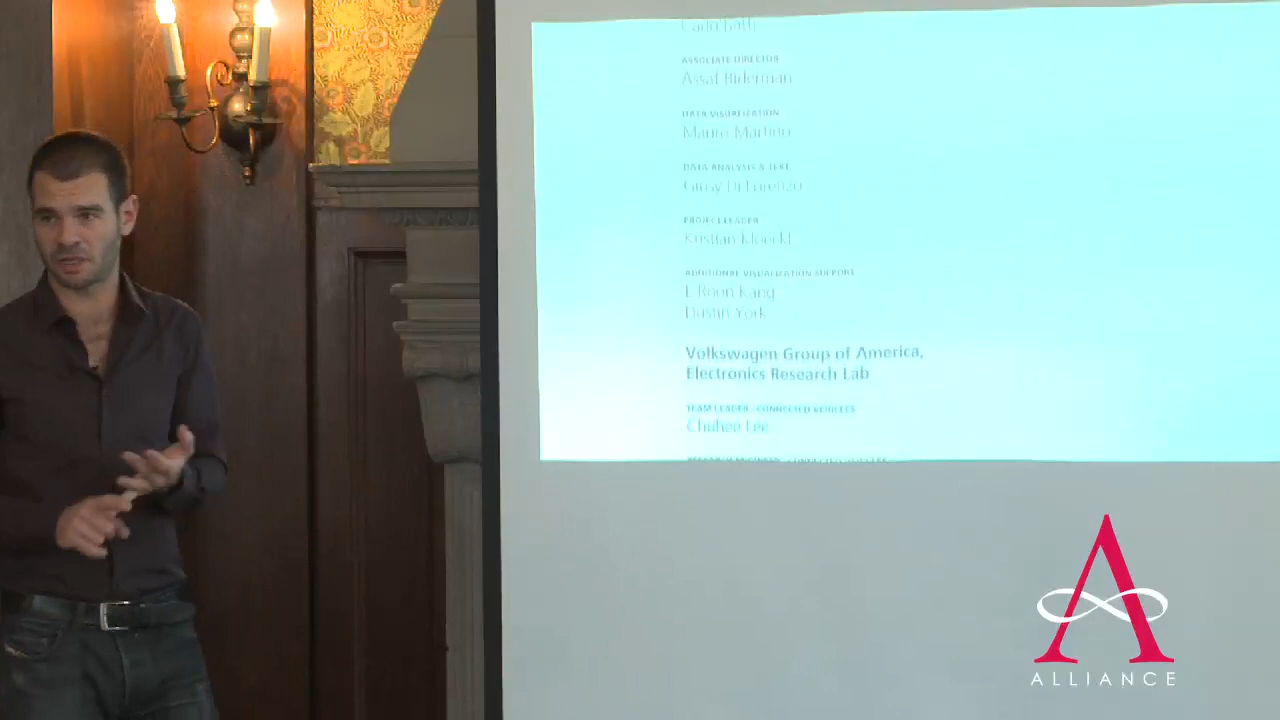 Carlo Ratti
ASSOCIATE DIRECTOR
Assaf Biderman
DATA VISUALIZATION
Mauro Martino
DATA ANALYSIS &
Giusy Di Lorenzo
PROJECT LEADER
Kristian Kloeckl
ADDITIONAL VISUALIZATION SUPPORT
E Roon Kang
Dustin York
Volkswagen Group of America,
Electronics Research Lab
TEAM LEADER - CONNECTED VEHICLES
Chuhee Lee
A
ALLIANCE